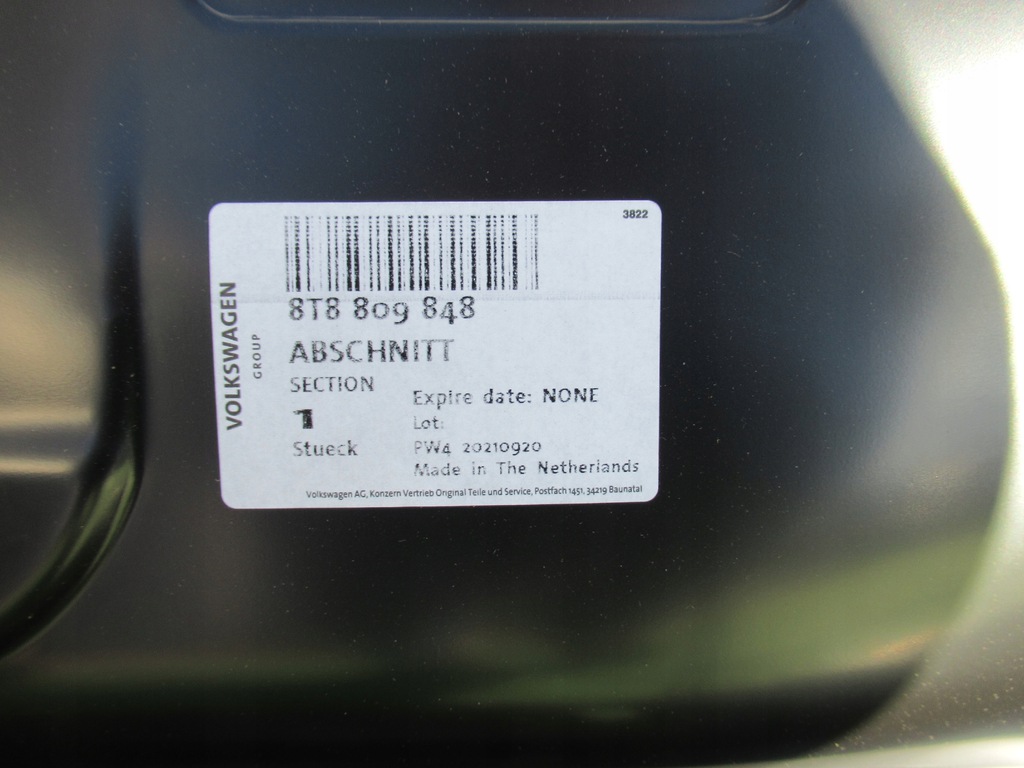 3822
VOLKSWAGEN
GROUP
8T8 809 848
ABSCHNITT
SECTION
1
Stueck
Expire date: NONE
Lot:
PW4 20210920
Made in The Netherlands
Volkswagen AG, Konzern Vertrieb Original Teile und Service, Postfach 1451, 34219 Baunatal